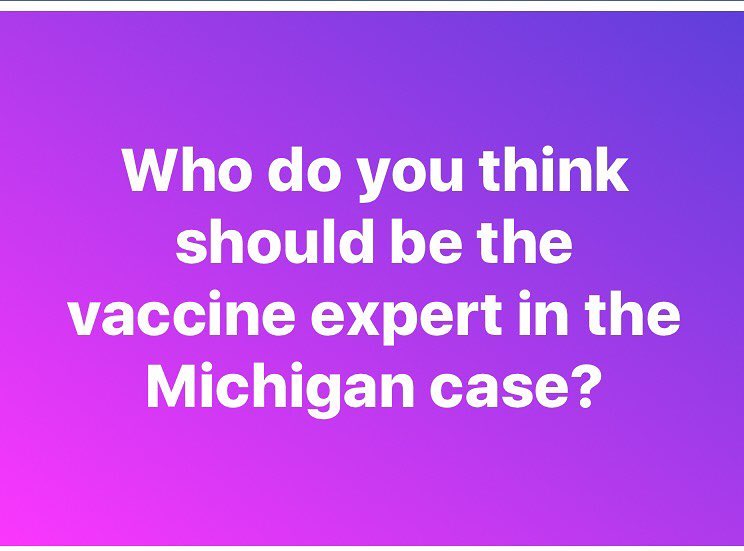 Who do you think
should be the
vaccine expert in the
Michigan case?